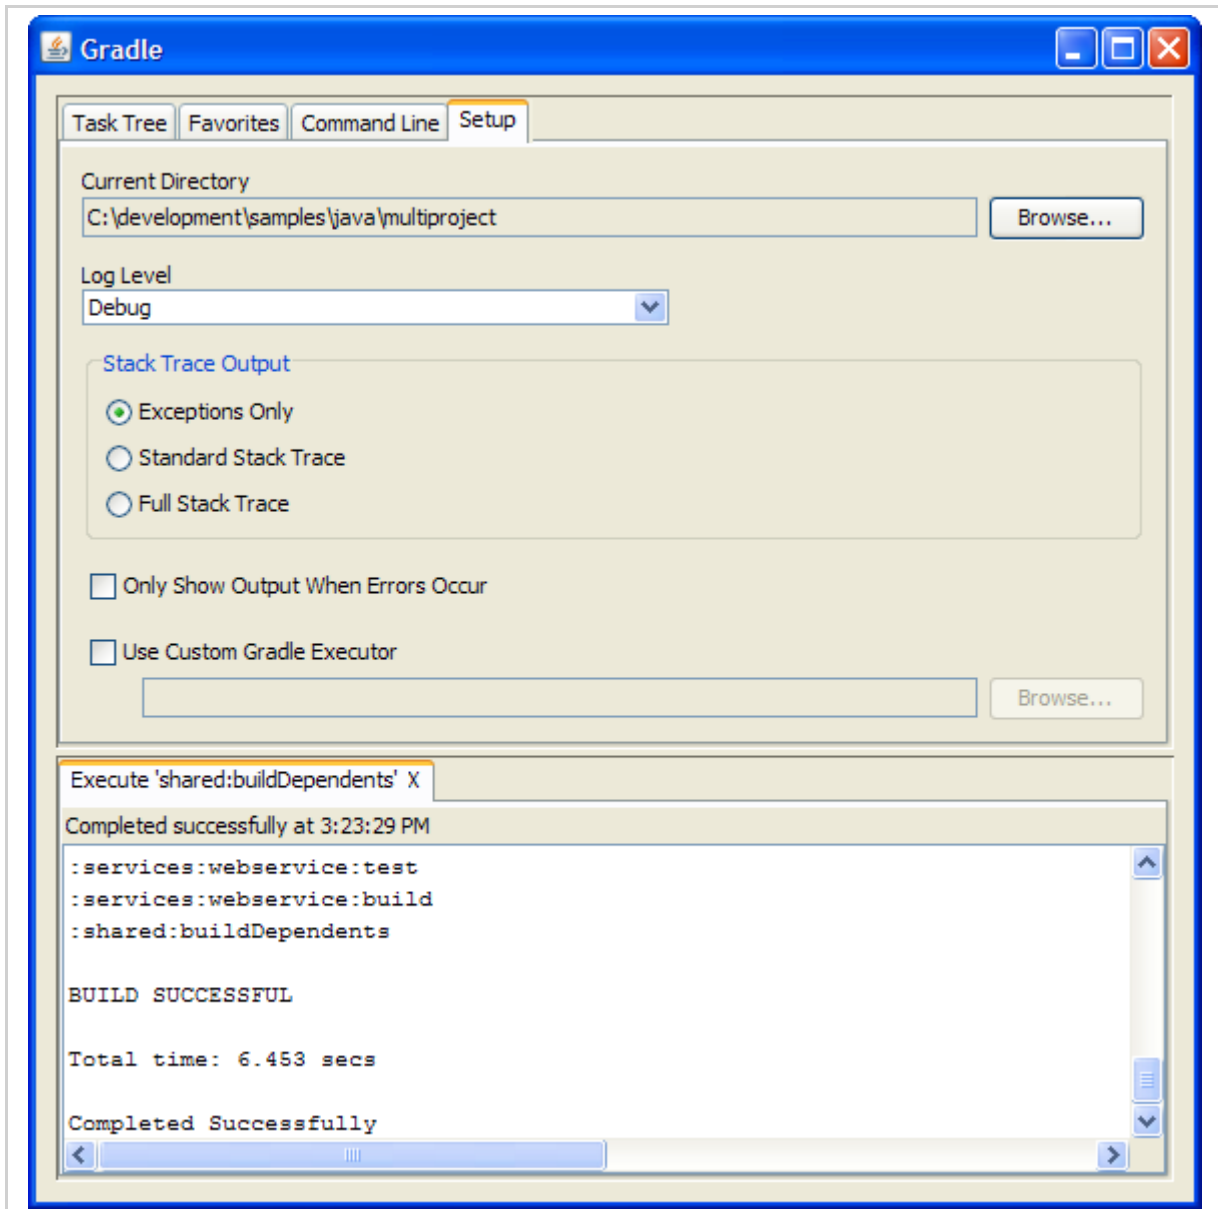 Gradle
Task Tree Favorites Command Line Setup
Current Directory
C:\development\samples\java\multiproject Browse...
Log Level
Debug
Stack Trace Output
Exceptions Only
Standard Stack Trace
Full Stack Trace
Only Show Output When Errors Occur
Use Custom Gradle Executor
Browse...
Execute 'shared:buildDependents' X
Completed successfully at 3:23:29 PM
:services:webservice:test
:services:webservice:build
:shared:buildDependents
BUILD SUCCESSFUL
Total time: 6.453 secs
Completed Successfully